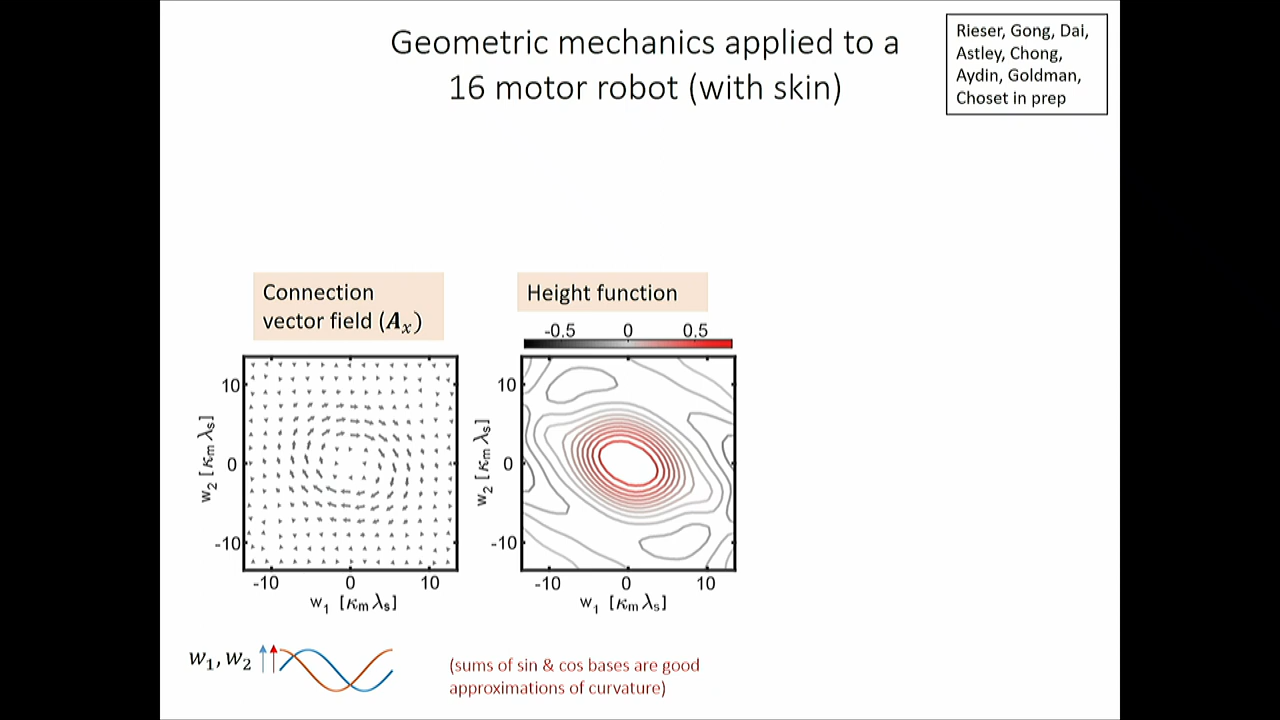 Geometric mechanics applied to a
16 motor robot (with skin)
Rieser, Gong, Dai,
Astley, Chong,
Aydin, Goldman,
Choset in prep
Connection
vector field (𝑨ₓ)
Height function
-0.5 0 0.5
10
0
-10
w₂ [κₘ λₛ]
-10 0 10
w₁ [κₘ λₛ]
10
0
-10
w₂ [κₘ λₛ]
-10 0 10
w₁ [κₘ λₛ]
w₁, w₂
(sums of sin & cos bases are good
approximations of curvature)